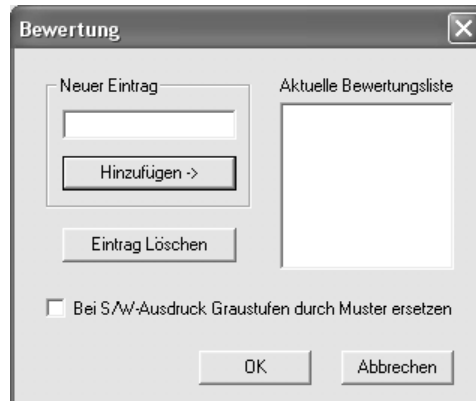 Bewertung
Neuer Eintrag
Aktuelle Bewertungsliste
Hinzufügen ->
Eintrag Löschen
Bei S/W-Ausdruck Graustufen durch Muster ersetzen
OK
Abbrechen